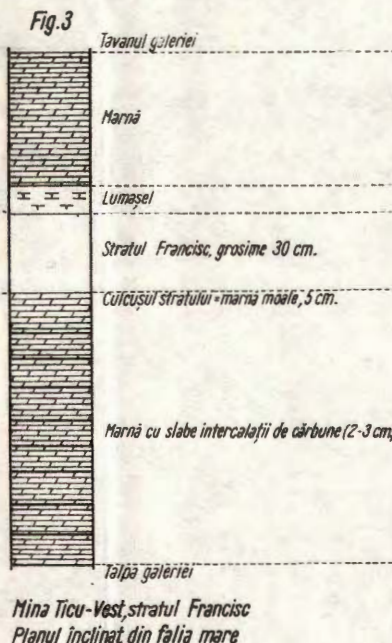 Fig.3
Tavanul galeriei
Marnă
Lumașel
Stratul Francisc, grosime 30 cm.
Culcușul stratului = marna moale, 5 cm.
Marnă cu slabe intercalații de cărbune (2-3 cm
Talpa galeriei
Mina Ticu-Vest, stratul Francisc
Planul înclinat din falia mare